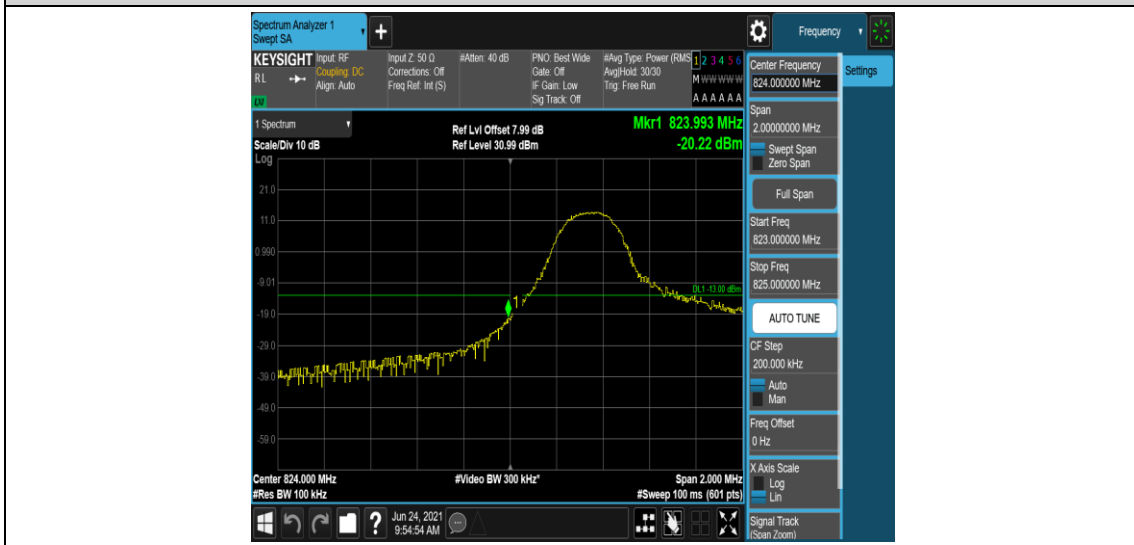 Spectrum Analyzer 1
Swept SA
+
Frequency
KEYSIGHT
RL
Input: RF
Coupling: DC
Align: Auto
Input Z: 50 Ω
Corrections: Off
Freq Ref: Int (S)
#Atten: 40 dB
PNO: Best Wide
Gate: Off
IF Gain: Low
Sig Track: Off
#Avg Type: Power (RMS
Avg|Hold: 30/30
Trig: Free Run
1 2 3 4 5 6
M W W W W W
A A A A A A
1 Spectrum
Scale/Div 10 dB
Ref Lvl Offset 7.99 dB
Ref Level 30.99 dBm
Mkr1 823.993 MHz
-20.22 dBm
Log
21.0
11.0
0.990
-9.01
-19.0
-29.0
-39.0
-49.0
-59.0
DL1 -13.00 dBm
1
Center 824.000 MHz
#Res BW 100 kHz
#Video BW 300 kHz*
Span 2.000 MHz
#Sweep 100 ms (601 pts)
Center Frequency
824.000000 MHz
Settings
Span
2.00000000 MHz
Swept Span
Zero Span
Full Span
Start Freq
823.000000 MHz
Stop Freq
825.000000 MHz
AUTO TUNE
CF Step
200.000 kHz
Auto
Man
Freq Offset
0 Hz
X Axis Scale
Log
Lin
Signal Track
(Span Zoom)
?
Jun 24, 2021
9:54:54 AM